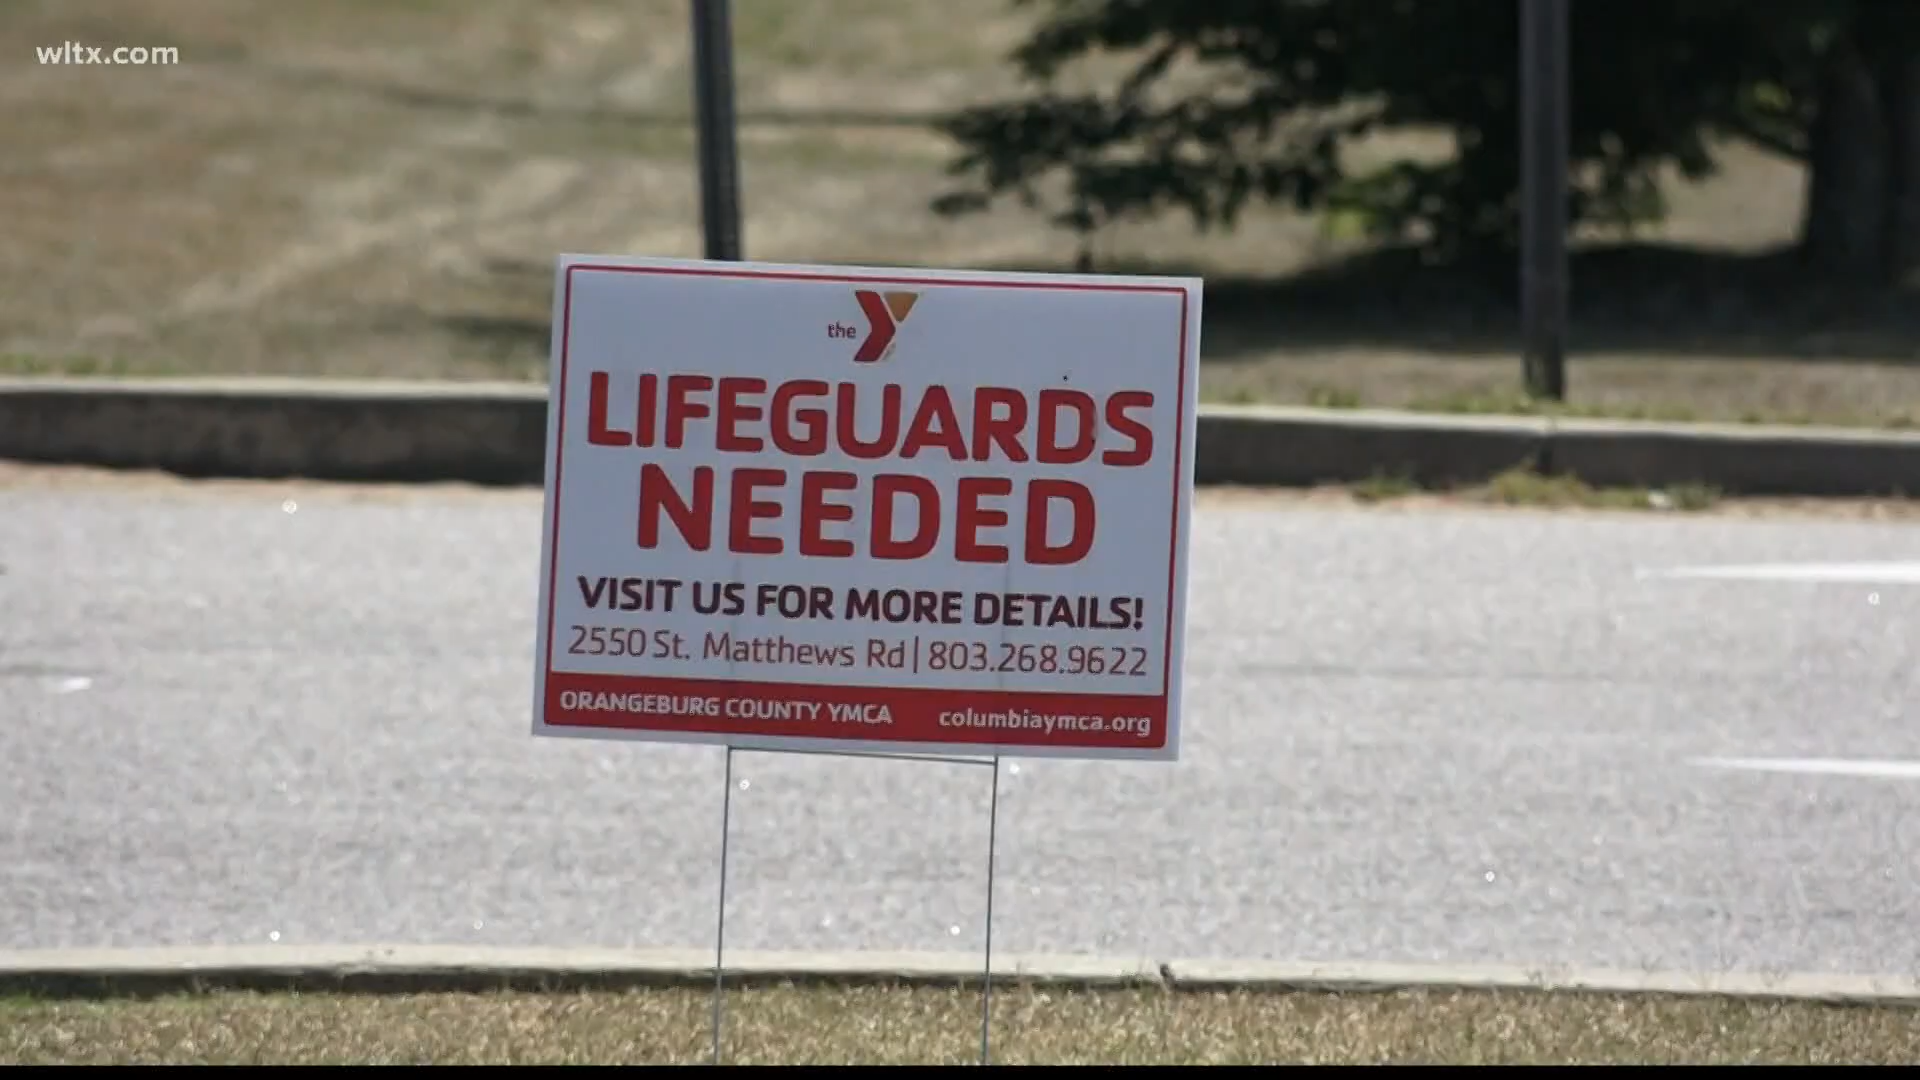 wltx.com
the Y
LIFEGUARDS
NEEDED
VISIT US FOR MORE DETAILS!
2550 St. Matthews Rd | 803.268.9622
ORANGEBURG COUNTY YMCA columbiaymca.org